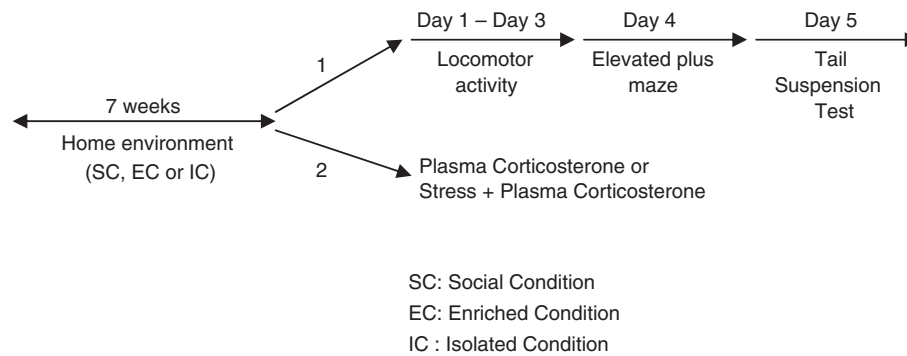 Day 1 – Day 3
Day 4
Day 5
1
Locomotor
activity
Elevated plus
maze
Tail
Suspension
Test
7 weeks
Home environment
(SC, EC or IC)
2
Plasma Corticosterone or
Stress + Plasma Corticosterone
SC: Social Condition
EC: Enriched Condition
IC : Isolated Condition